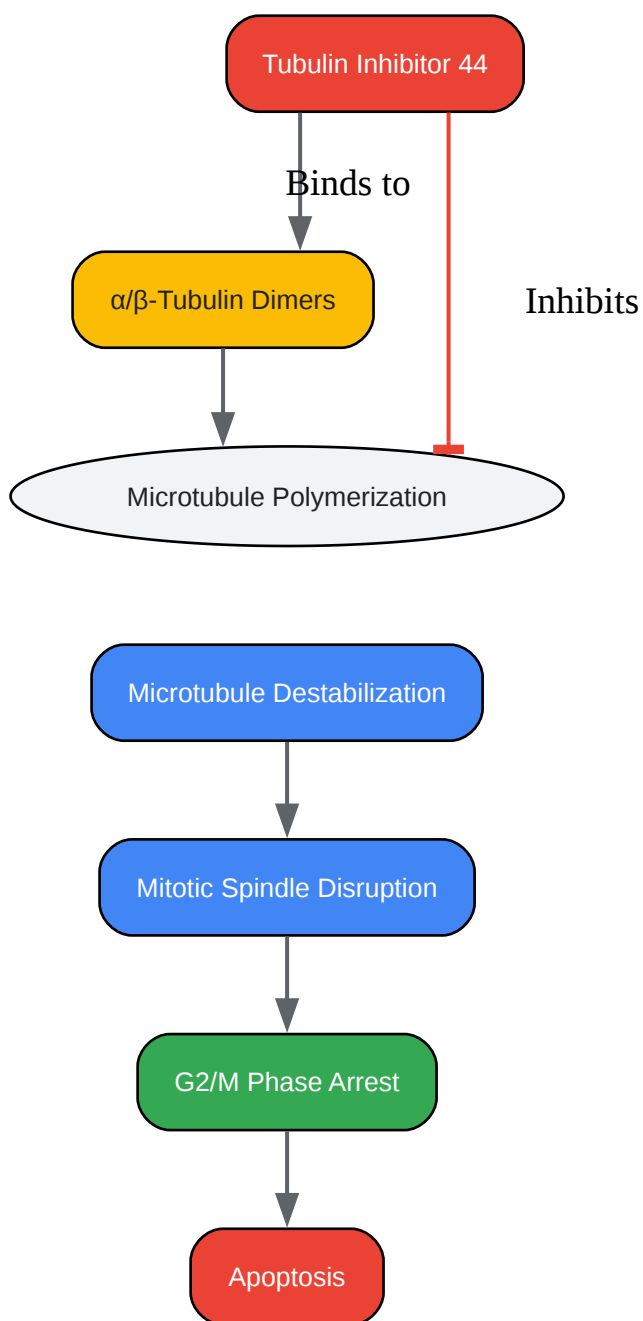 Tubulin Inhibitor 44
Binds to
α/β-Tubulin Dimers
Inhibits
Microtubule Polymerization
Microtubule Destabilization
Mitotic Spindle Disruption
G2/M Phase Arrest
Apoptosis